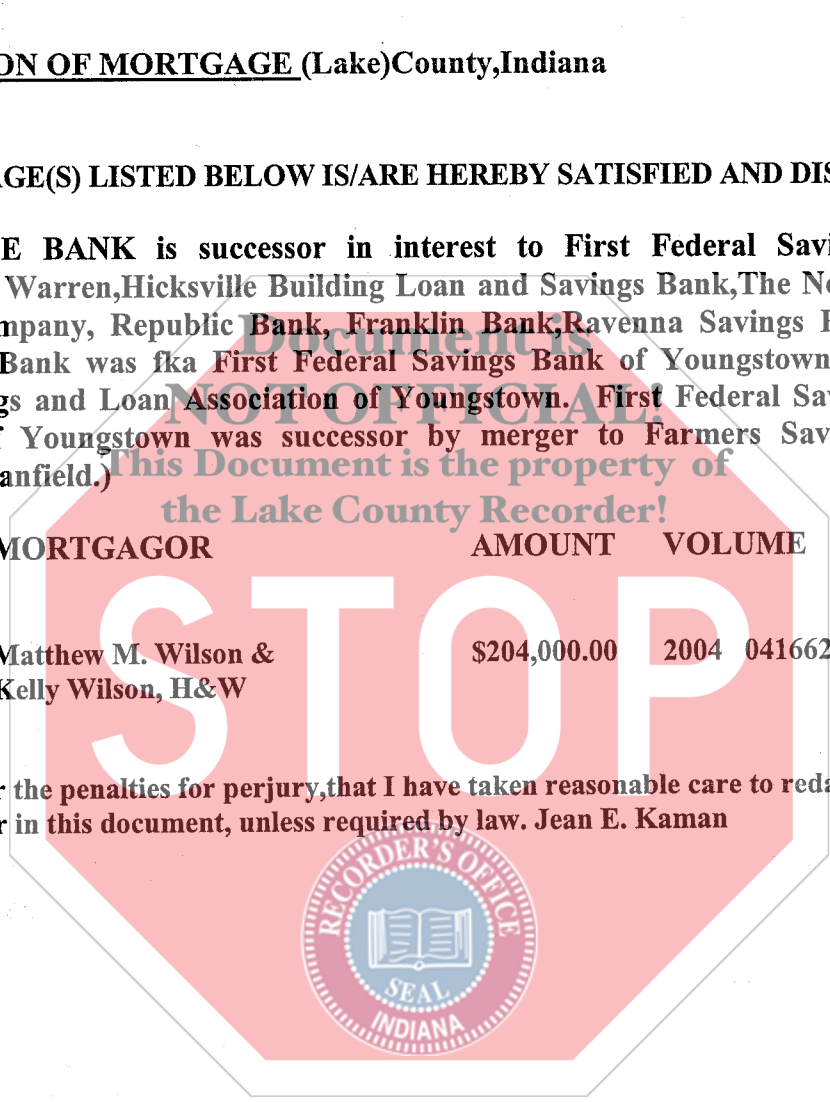 ON OF MORTGAGE (Lake)County,Indiana
AGE(S) LISTED BELOW IS/ARE HEREBY SATISFIED AND DIS
E BANK is successor in interest to First Federal Savi
Warren,Hicksville Building Loan and Savings Bank,The No
mpany, Republic Bank, Franklin Bank,Ravenna Savings B
Document is
Bank was fka First Federal Savings Bank of Youngstown
gs and Loan Association of Youngstown. First Federal Sav
NOT OFFICIAL!
f Youngstown was successor by merger to Farmers Sav
This Document is the property of
anfield.)
the Lake County Recorder!
MORTGAGOR AMOUNT VOLUME
STOP
Matthew M. Wilson & $204,000.00 2004 041662
Kelly Wilson, H&W
r the penalties for perjury,that I have taken reasonable care to reda
r in this document, unless required by law. Jean E. Kaman
RECORDER'S OFFICE
SEAL
INDIANA